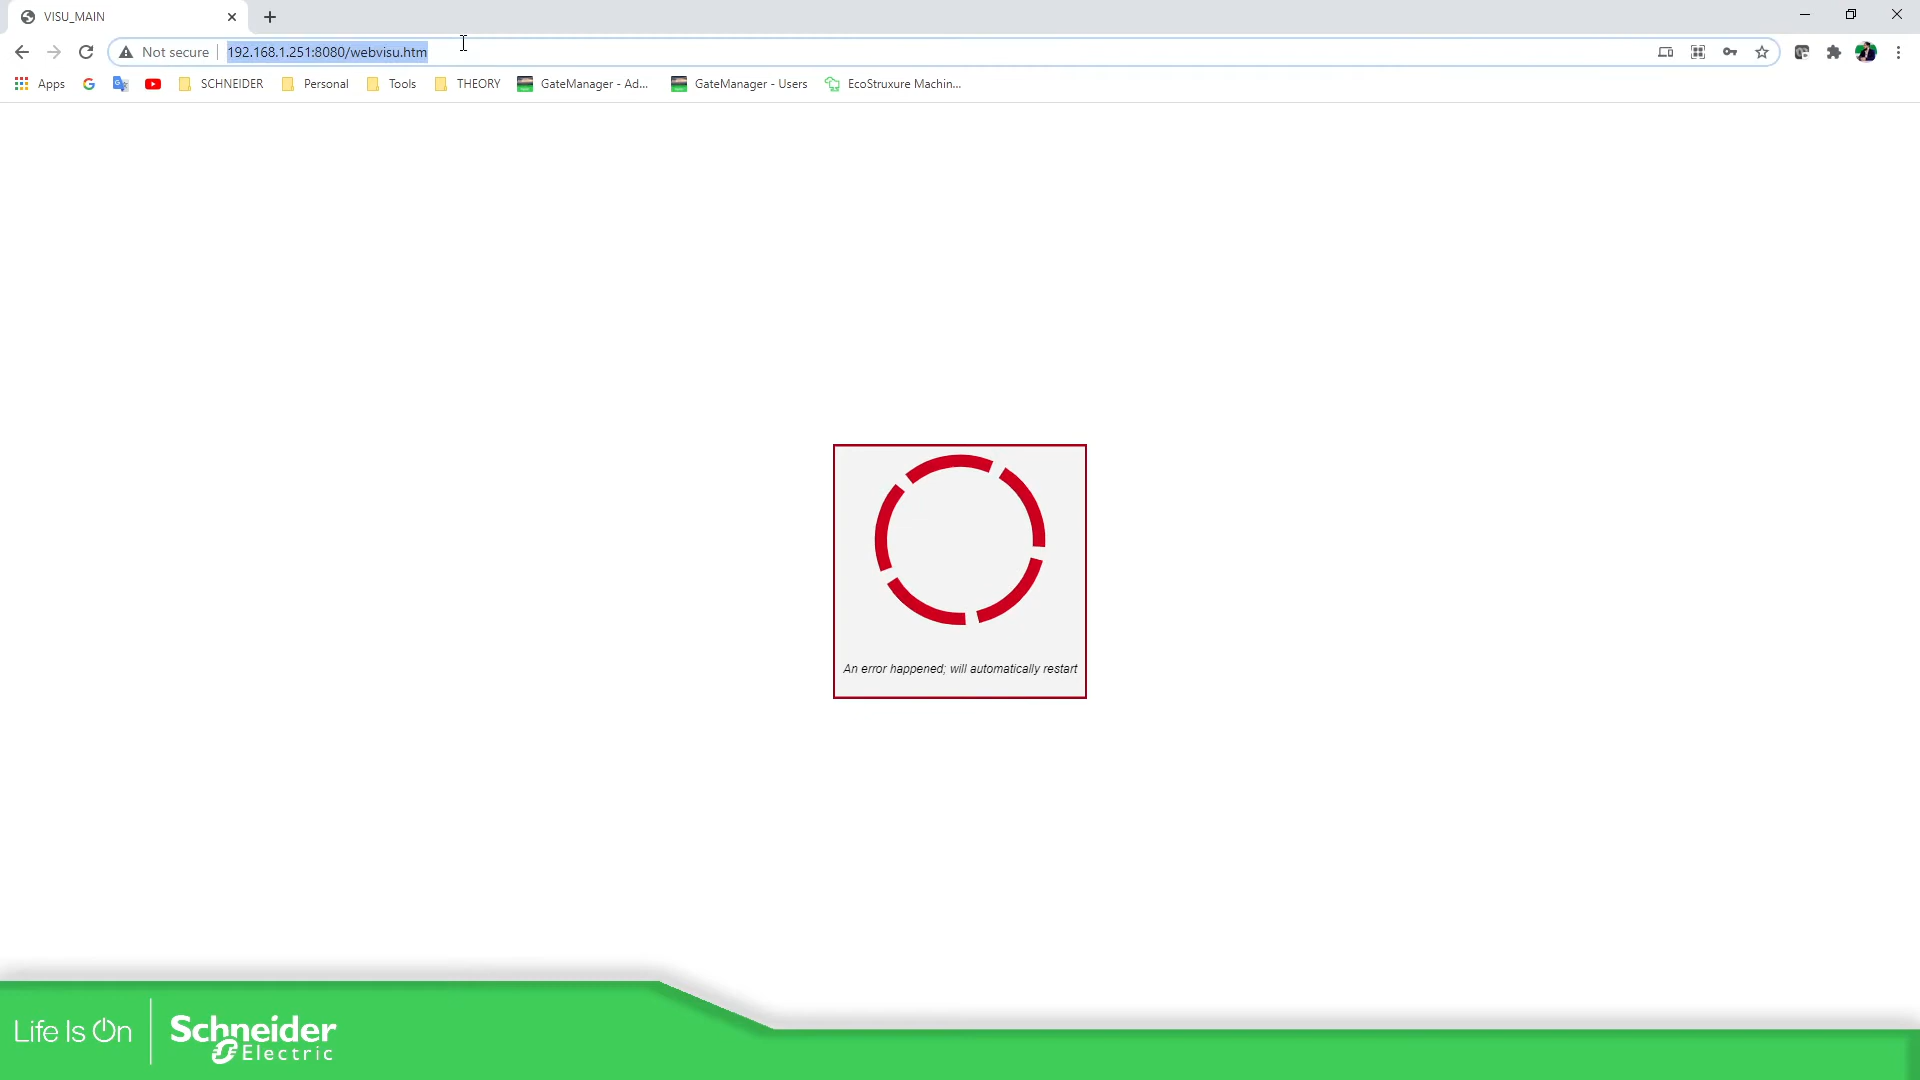 VISU_MAIN
Not secure 192.168.1.251:8080/webvisu.htm
Apps SCHNEIDER Personal Tools THEORY GateManager - Ad... GateManager - Users EcoStruxure Machin...
An error happened; will automatically restart
Life Is On Schneider
Electric